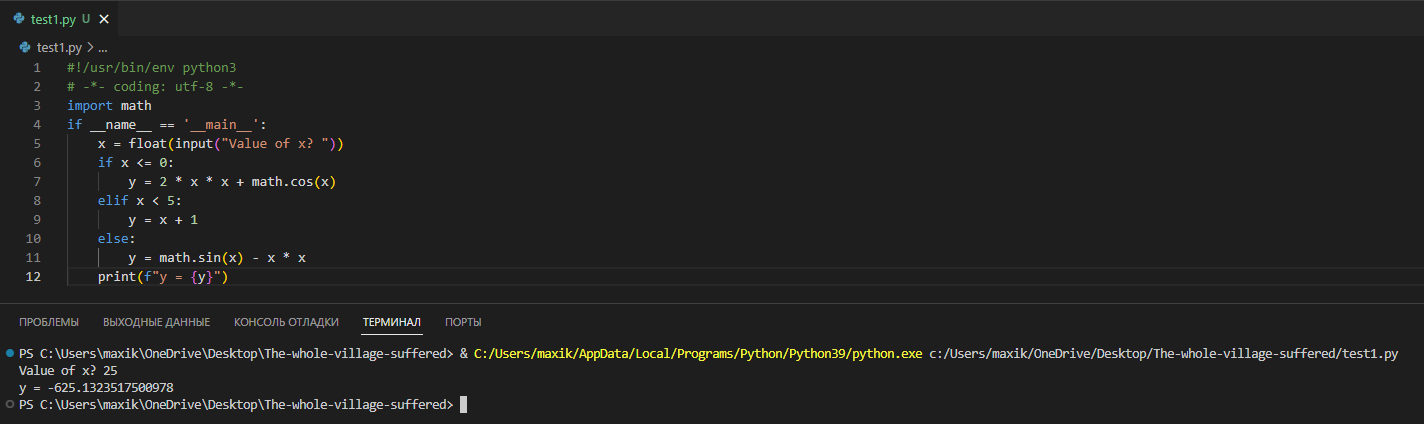 test1.py U
test1.py > ...
1 #!/usr/bin/env python3
2 # -*- coding: utf-8 -*-
3 import math
4 if __name__ == '__main__':
5     x = float(input("Value of x? "))
6     if x <= 0:
7         y = 2 * x * x + math.cos(x)
8     elif x < 5:
9         y = x + 1
10     else:
11         y = math.sin(x) - x * x
12     print(f"y = {y}")
ПРОБЛЕМЫ ВЫХОДНЫЕ ДАННЫЕ КОНСОЛЬ ОТЛАДКИ ТЕРМИНАЛ ПОРТЫ
PS C:\Users\maxik\OneDrive\Desktop\The-whole-village-suffered> & C:/Users/maxik/AppData/Local/Programs/Python/Python39/python.exe c:/Users/maxik/OneDrive/Desktop/The-whole-village-suffered/test1.py
Value of x? 25
y = -625.1323517500978
PS C:\Users\maxik\OneDrive\Desktop\The-whole-village-suffered>